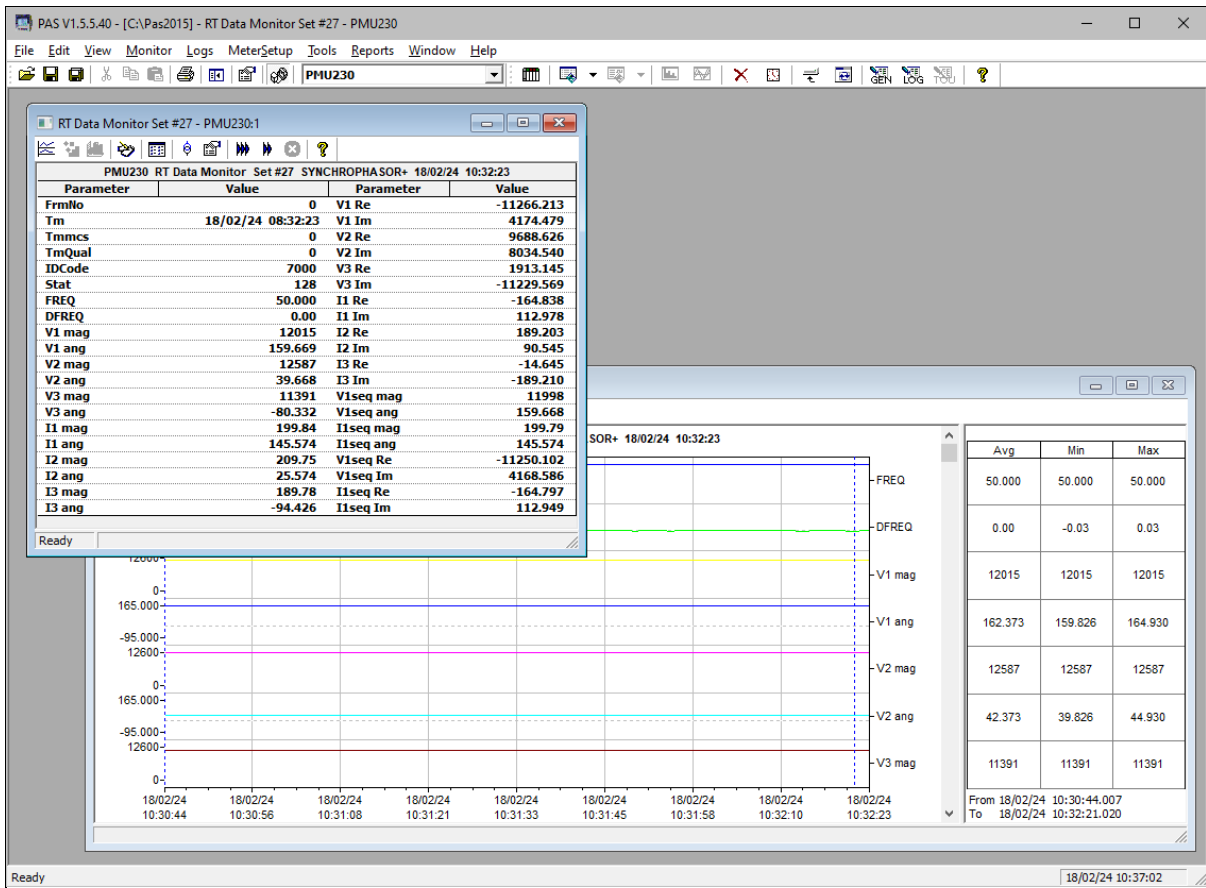 PAS V1.5.5.40 - [C:\Pas2015] - RT Data Monitor Set #27 - PMU230
File Edit View Monitor Logs MeterSetup Tools Reports Window Help
PMU230 GEN LOG TOU
RT Data Monitor Set #27 - PMU230:1
PMU230 RT Data Monitor Set #27 SYNCHROPHASOR+ 18/02/24 10:32:23
Parameter Value Parameter Value
FrmNo 0 V1 Re -11266.213
Tm 18/02/24 08:32:23 V1 Im 4174.479
Tmmcs 0 V2 Re 9688.626
TmQual 0 V2 Im 8034.540
IDCode 7000 V3 Re 1913.145
Stat 128 V3 Im -11229.569
FREQ 50.000 I1 Re -164.838
DFREQ 0.00 I1 Im 112.978
V1 mag 12015 I2 Re 189.203
V1 ang 159.669 I2 Im 90.545
V2 mag 12587 I3 Re -14.645
V2 ang 39.668 I3 Im -189.210
V3 mag 11391 V1seq mag 11998
V3 ang -80.332 V1seq ang 159.668
I1 mag 199.84 I1seq mag 199.79
I1 ang 145.574 I1seq ang 145.574
I2 mag 209.75 V1seq Re -11250.102
I2 ang 25.574 V1seq Im 4168.586
I3 mag 189.78 I1seq Re -164.797
I3 ang -94.426 I1seq Im 112.949
Ready
SOR+ 18/02/24 10:32:23
Avg Min Max
FREQ 50.000 50.000 50.000
DFREQ 0.00 -0.03 0.03
12600
V1 mag 12015 12015 12015
0
165.000
V1 ang 162.373 159.826 164.930
-95.000
12600
V2 mag 12587 12587 12587
0
165.000
V2 ang 42.373 39.826 44.930
-95.000
12600
V3 mag 11391 11391 11391
0
18/02/24 18/02/24 18/02/24 18/02/24 18/02/24 18/02/24 18/02/24 18/02/24 18/02/24
10:30:44 10:30:56 10:31:08 10:31:21 10:31:33 10:31:45 10:31:58 10:32:10 10:32:23
From 18/02/24 10:30:44.007
To 18/02/24 10:32:21.020
Ready 18/02/24 10:37:02